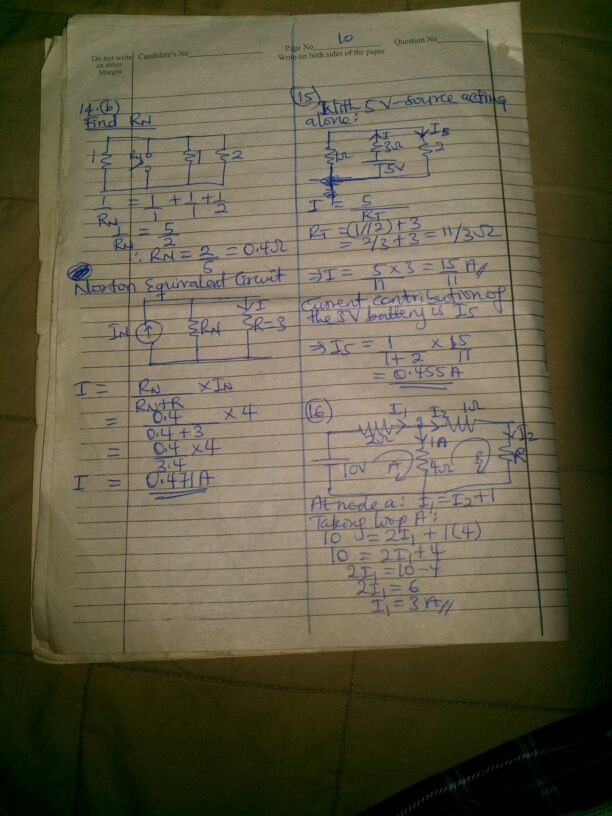 Do not write
on either
Margin
Candidate's No
Page No 10
Write on both sides of the paper
Question No
14.(b)
Find RN
1
1
2
1/RN = 1/1 + 1/1 + 1/2
1/RN = 5/2
∴ RN = 2/5 = 0.4Ω
Norton Equivalent Circuit
IN
RN
I
R=3
I = RN/(RN+R) × IN
= 0.4/(0.4+3) × 4
= 0.4/3.4 × 4
I = 0.471A
(15) With 5V-source acting
alone:
1Ω
I
3Ω
5V
I5
2
I = 5/RT
RT = (1//2)+3
= 2/3+3 = 11/3Ω
⇒ I = 5/11 × 3 = 15/11 A//
Current contribution of
the 5V battery is I5
⇒ I5 = 1/(1+2) × 15/11
= 0.455A
(16)
I1
a
I2
1Ω
2Ω
1A
I2
10V
A
4Ω
B
R
At node a: I1 = I2+1
Taking loop A:
10 = 2I1 + 1(4)
10 = 2I1 + 4
2I1 = 10-4
2I1 = 6
I1 = 3A//